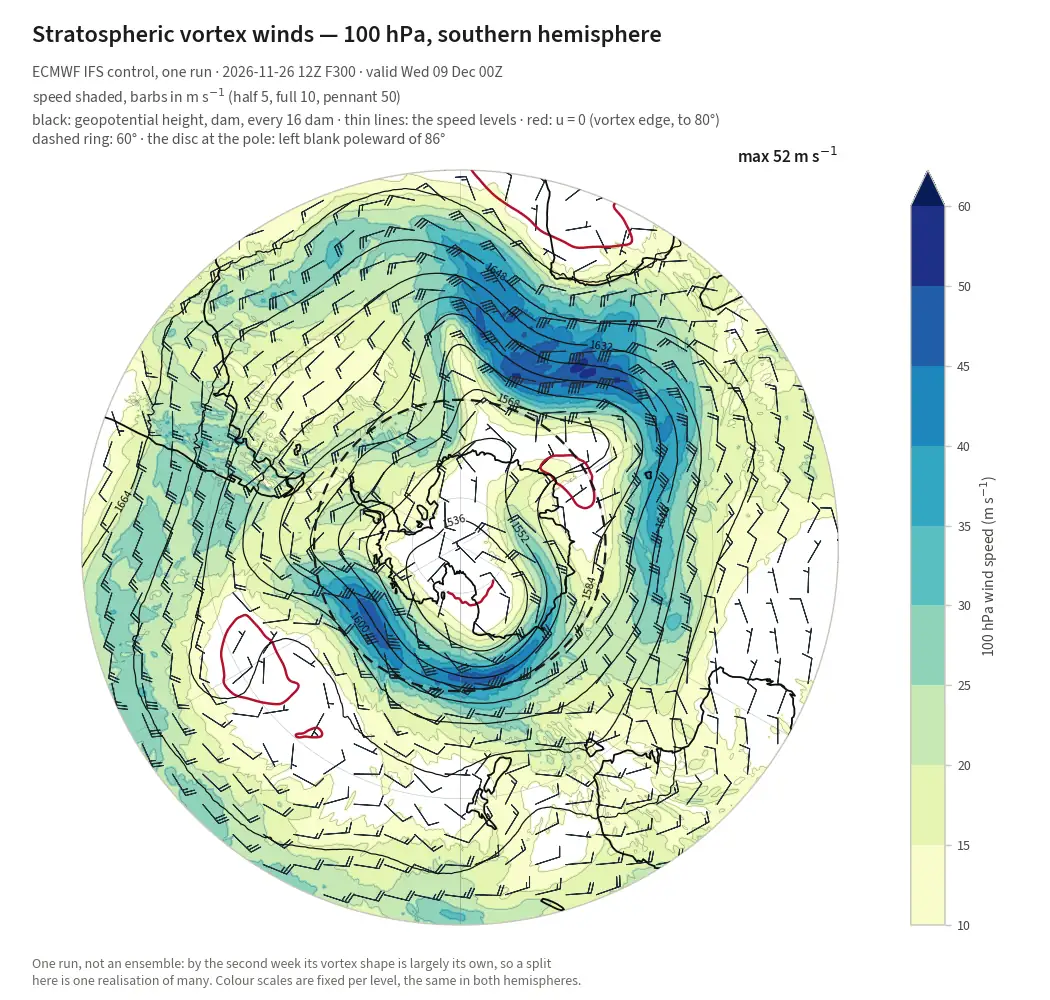 Stratospheric vortex winds — 100 hPa, southern hemisphere
ECMWF IFS control, one run · 2026-11-26 12Z F300 · valid Wed 09 Dec 00Z
speed shaded, barbs in m s⁻¹ (half 5, full 10, pennant 50)
black: geopotential height, dam, every 16 dam · thin lines: the speed levels · red: u = 0 (vortex edge, to 80°)
dashed ring: 60° · the disc at the pole: left blank poleward of 86°
max 52 m s⁻¹
1648
1632
1568
1664
1536
1552
1648
1584
1600
60
50
45
40
35
30
25
20
15
10
100 hPa wind speed (m s⁻¹)
One run, not an ensemble: by the second week its vortex shape is largely its own, so a split
here is one realisation of many. Colour scales are fixed per level, the same in both hemispheres.